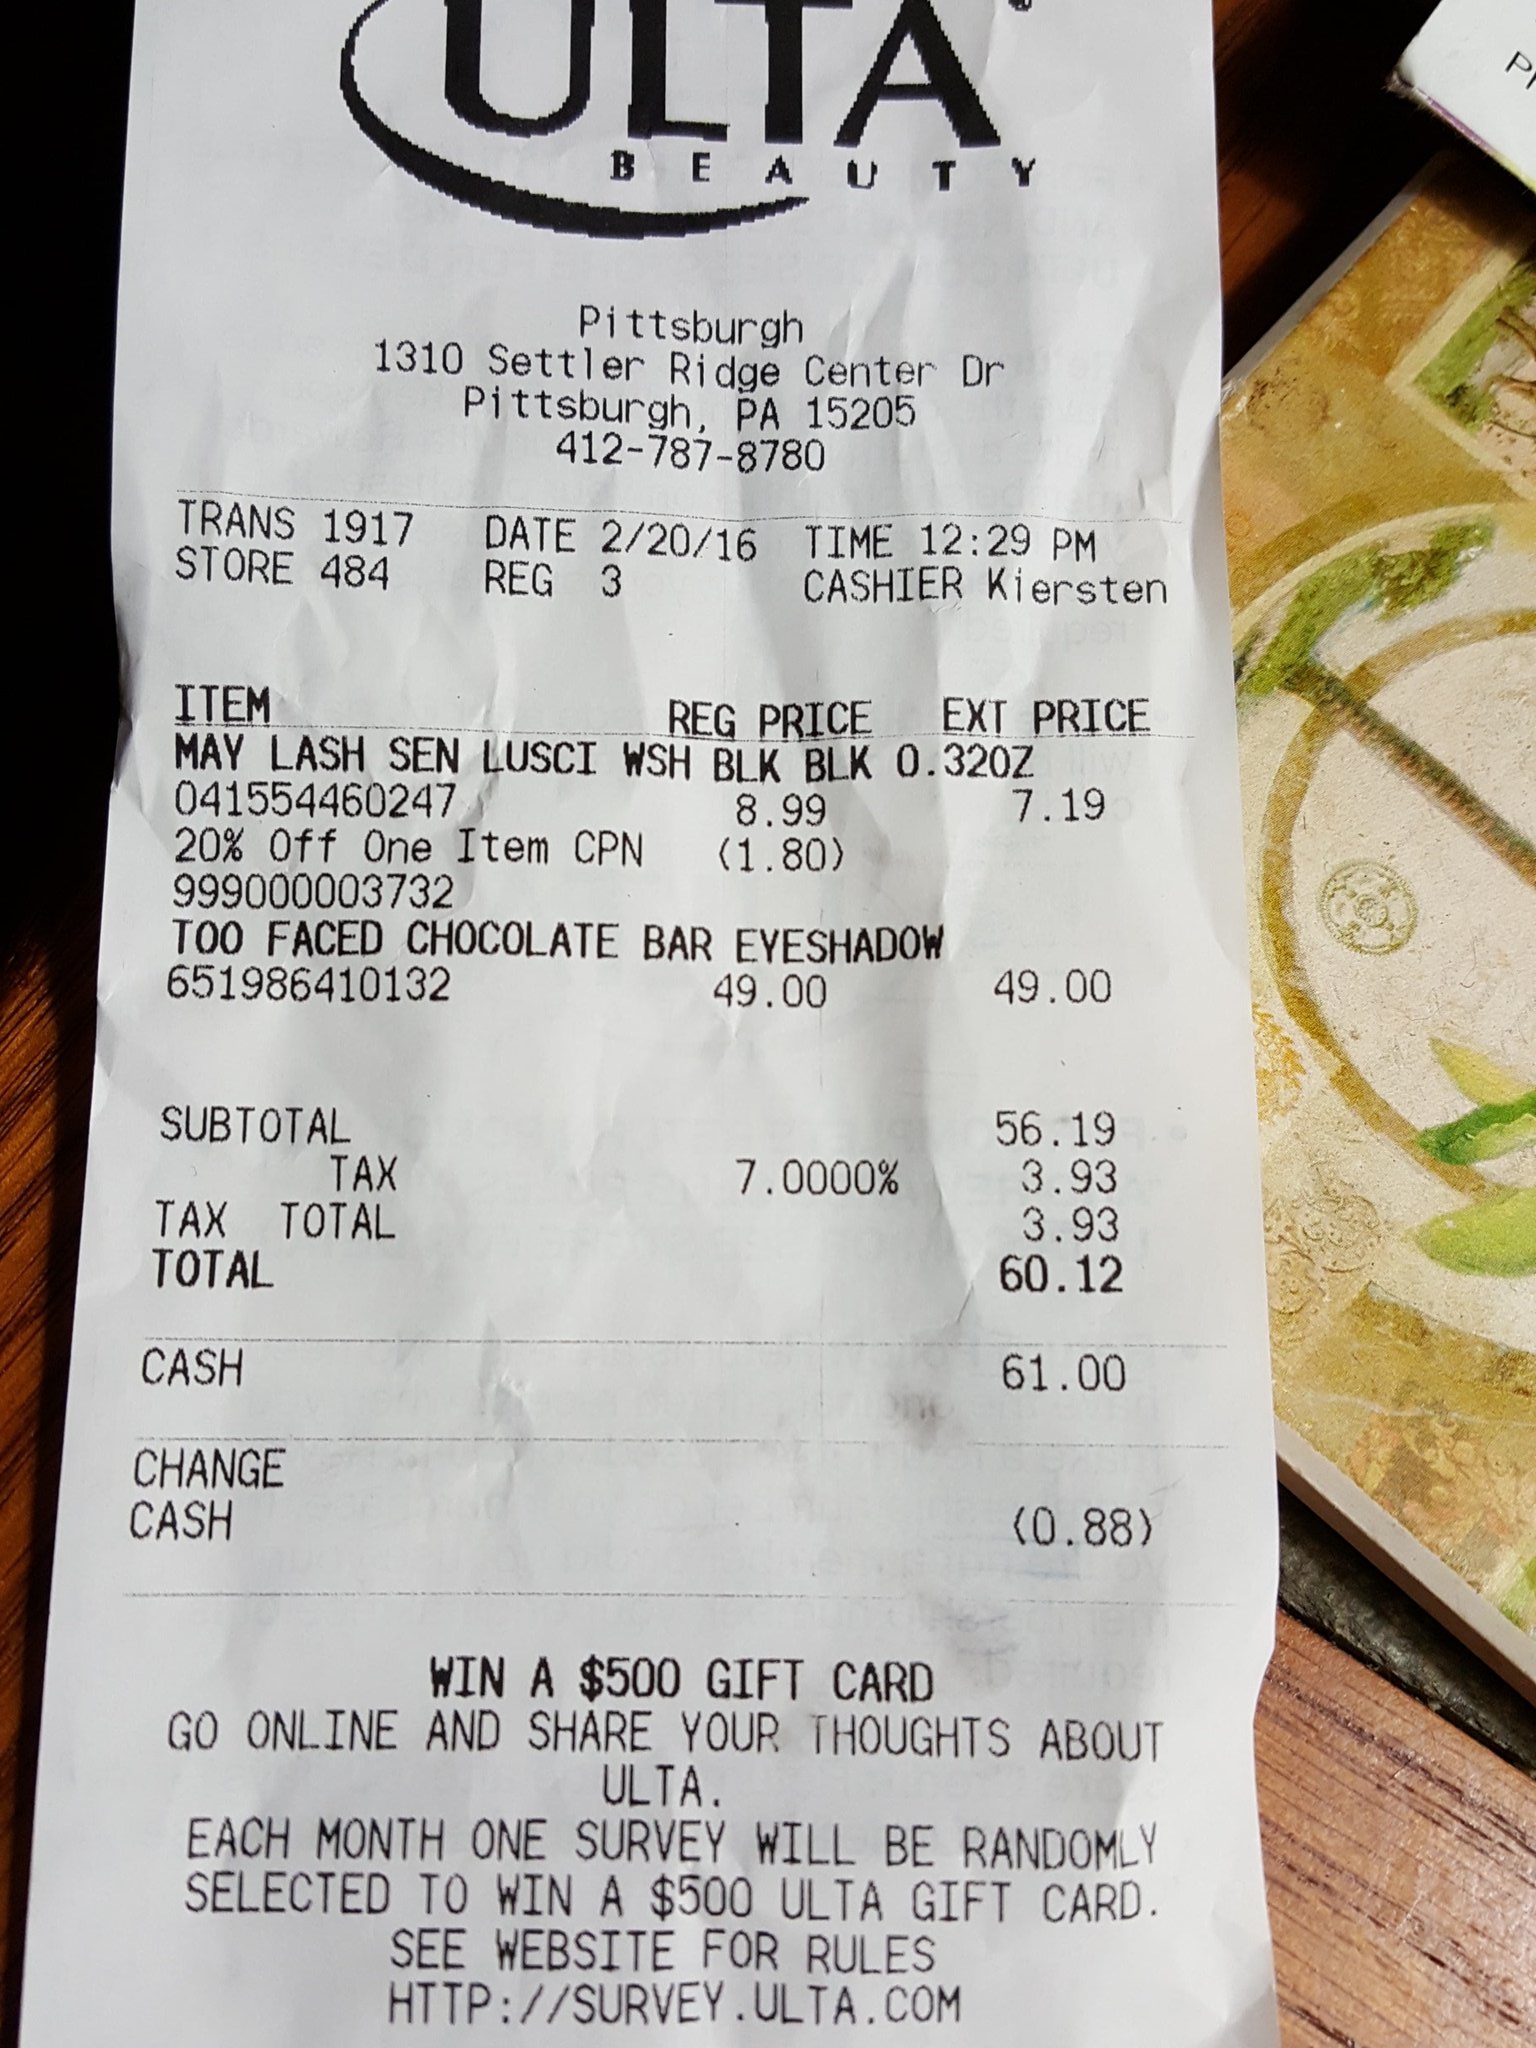 ULTA
BEAUTY
Pittsburgh
1310 Settler Ridge Center Dr
Pittsburgh, PA 15205
412-787-8780
TRANS 1917 DATE 2/20/16 TIME 12:29 PM
STORE 484 REG 3 CASHIER Kiersten
ITEM REG PRICE EXT PRICE
MAY LASH SEN LUSCI WSH BLK BLK 0.32OZ
041554460247 8.99 7.19
20% Off One Item CPN (1.80)
999000003732
TOO FACED CHOCOLATE BAR EYESHADOW
651986410132 49.00 49.00
SUBTOTAL 56.19
TAX 7.0000% 3.93
TAX TOTAL 3.93
TOTAL 60.12
CASH 61.00
CHANGE
CASH (0.88)
WIN A $500 GIFT CARD
GO ONLINE AND SHARE YOUR THOUGHTS ABOUT
ULTA.
EACH MONTH ONE SURVEY WILL BE RANDOMLY
SELECTED TO WIN A $500 ULTA GIFT CARD.
SEE WEBSITE FOR RULES
HTTP://SURVEY.ULTA.COM